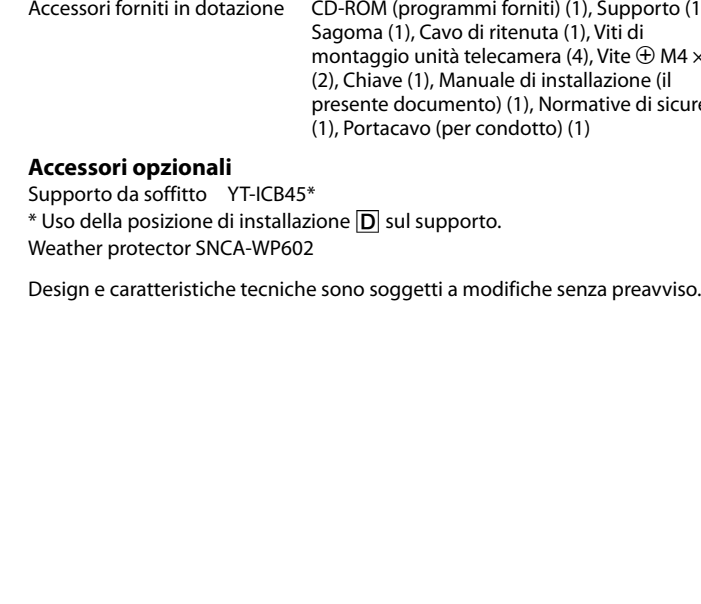 Accessori forniti in dotazione CD-ROM (programmi forniti) (1), Supporto (1
Sagoma (1), Cavo di ritenuta (1), Viti di
montaggio unità telecamera (4), Vite ⊕ M4 ×
(2), Chiave (1), Manuale di installazione (il
presente documento) (1), Normative di
(1), Portacavo (per condotto) (1)
Accessori opzionali
Supporto da soffitto YT-ICB45*
* Uso della posizione di installazione D sul supporto.
Weather protector SNCA-WP602
Design e caratteristiche tecniche sono soggetti a modifiche senza preavviso.